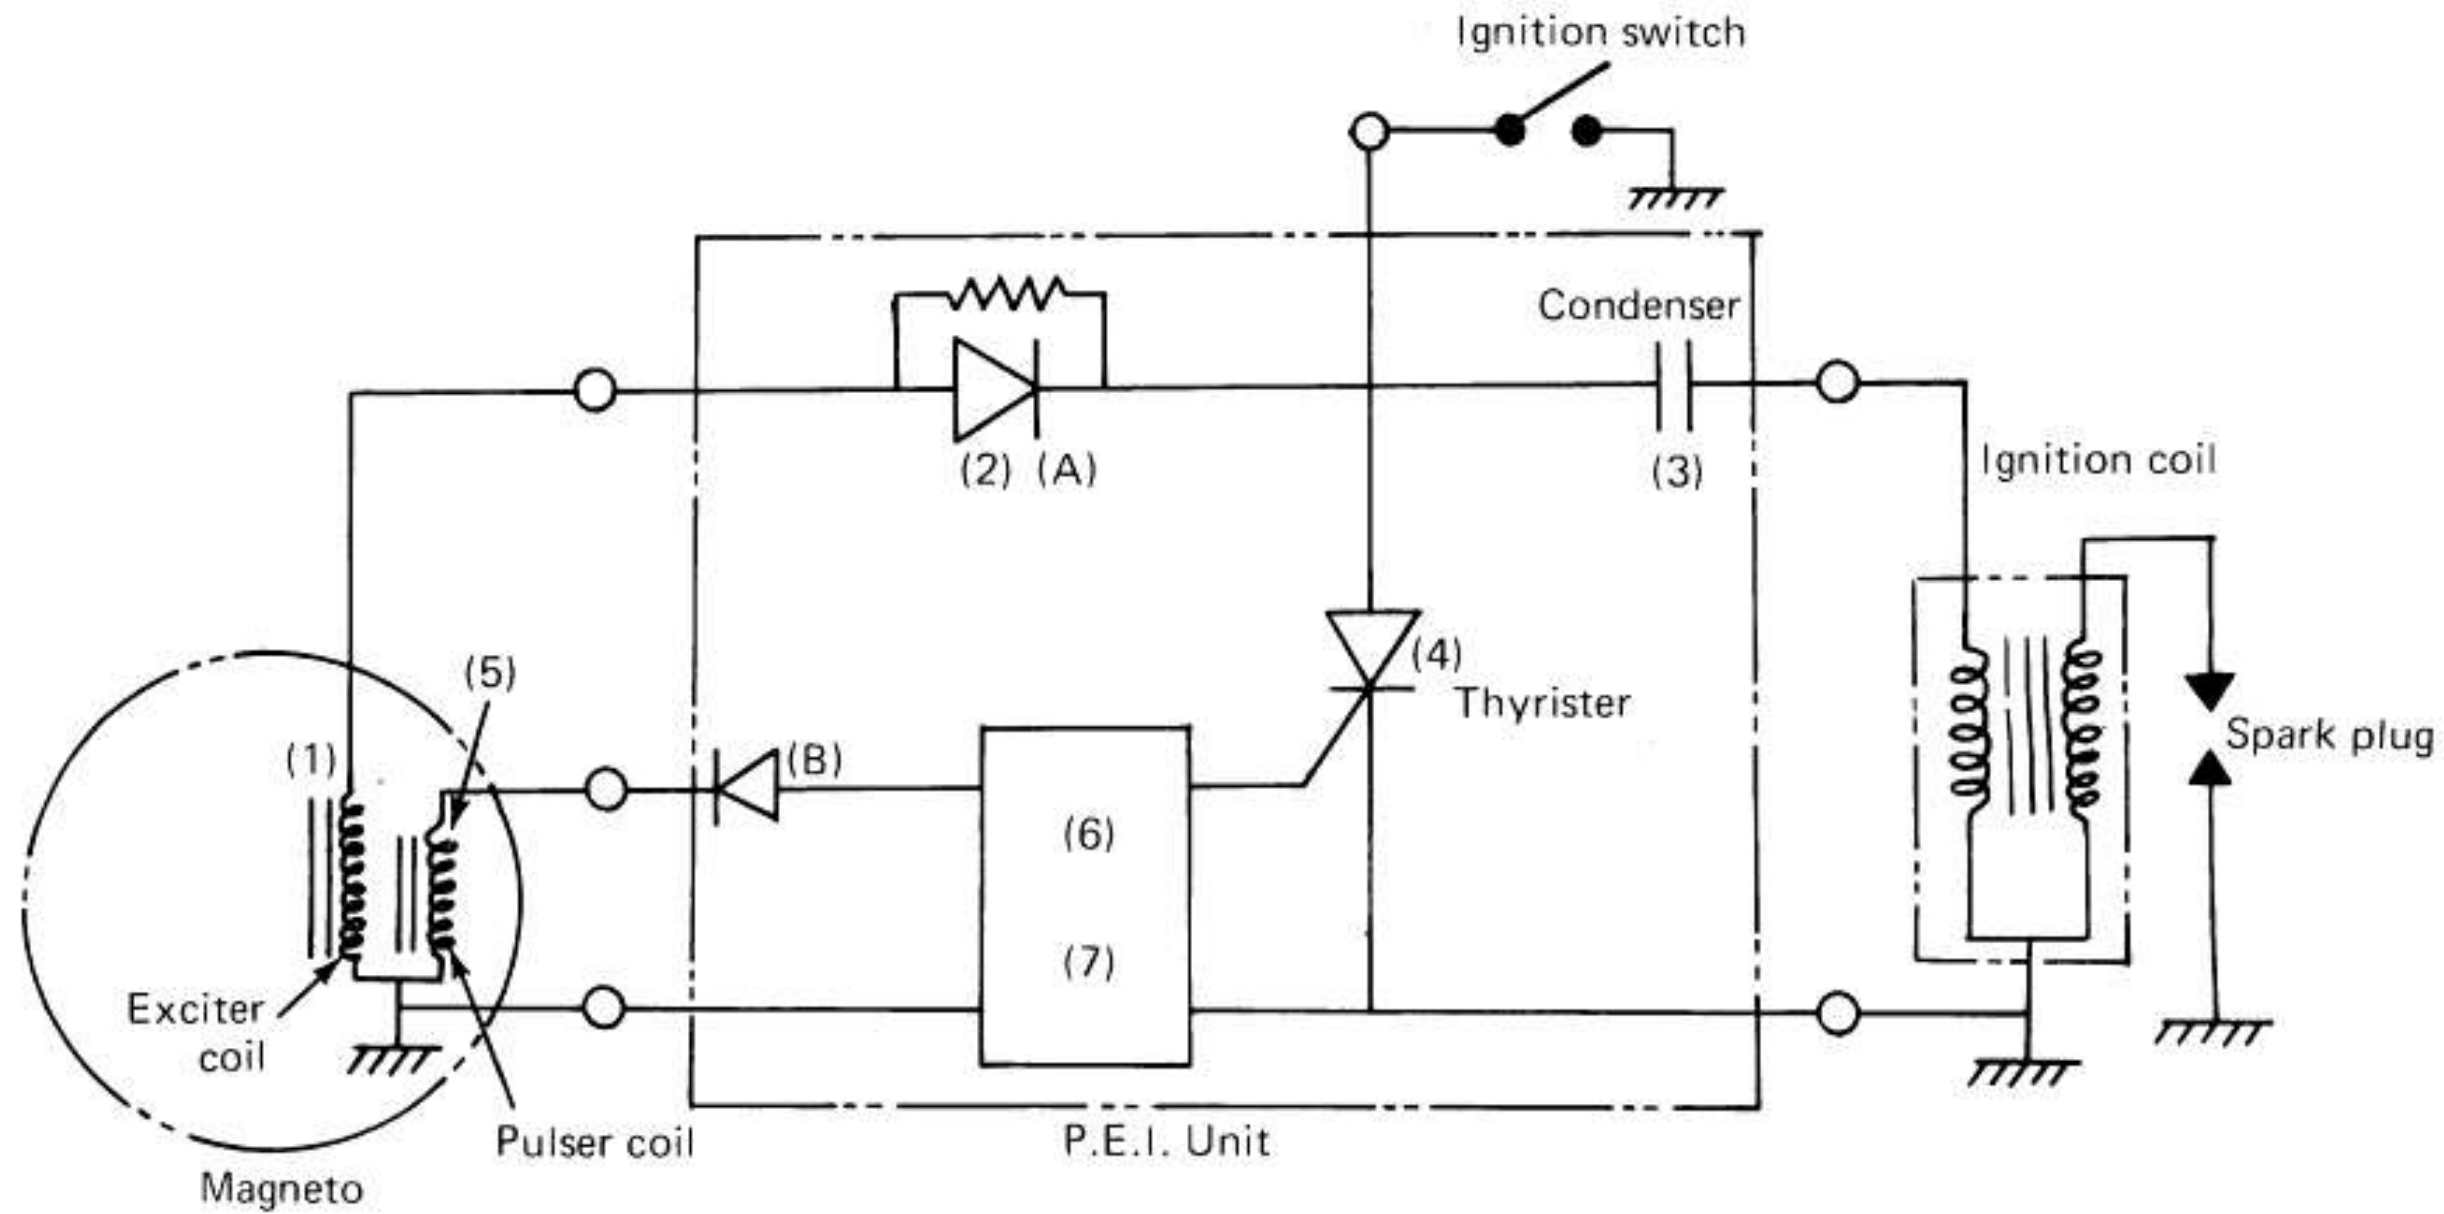 Ignition switch
Condenser
(2) (A)
(3)
Ignition coil
(5)
(4)
Thyrister
(1)
(B)
Spark plug
(6)
(7)
Exciter
coil
Pulser coil
P.E.I. Unit
Magneto